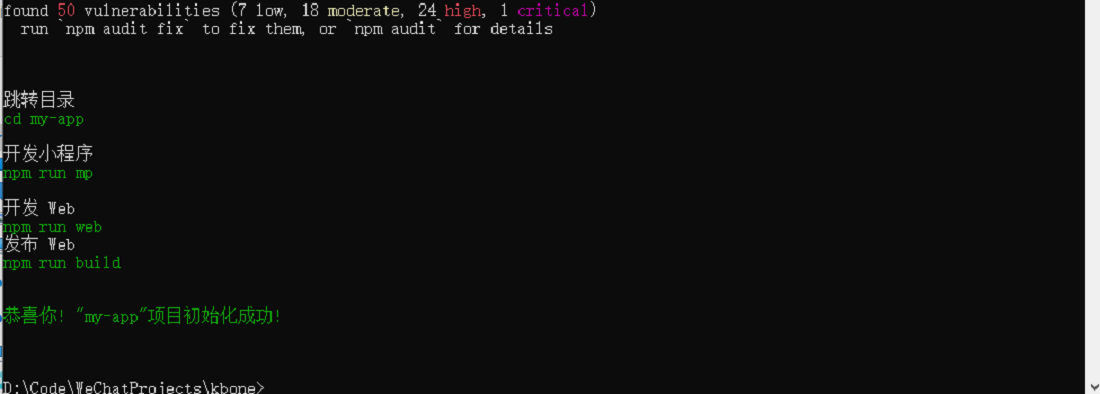 found 50 vulnerabilities (7 low, 18 moderate, 24 high, 1 critical)
run `npm audit fix` to fix them, or `npm audit` for details
跳转目录
cd my-app
开发小程序
npm run mp
开发 Web
npm run web
发布 Web
npm run build
恭喜你! "my-app"项目初始化成功!
D:\Code\WeChatProjects\kbone>